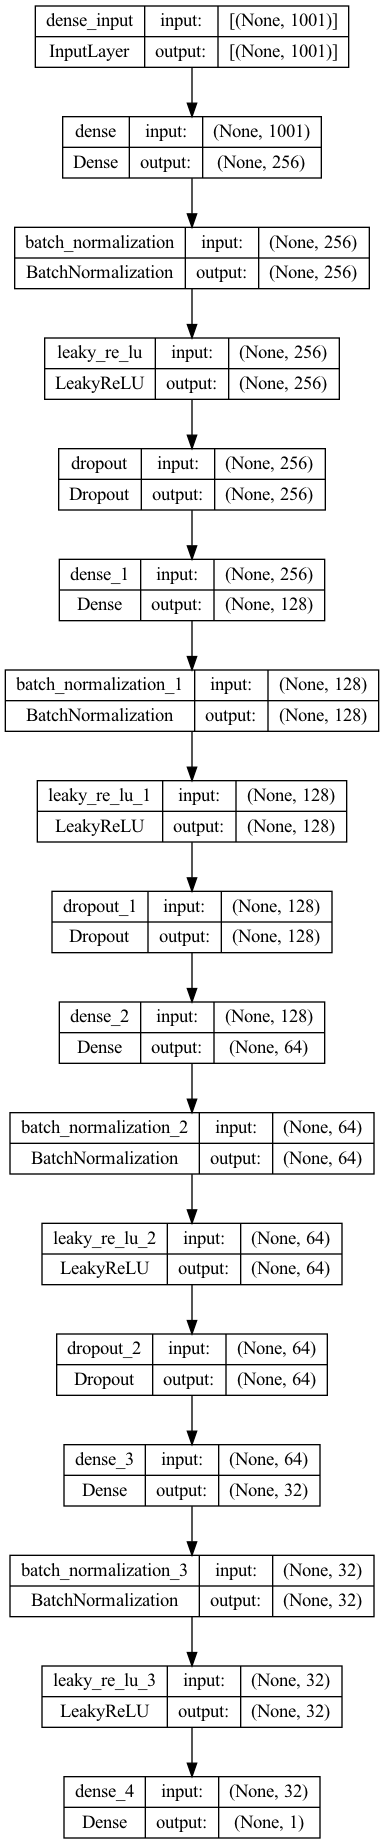 dense_input input: [(None, 1001)]
InputLayer output: [(None, 1001)]
dense input: (None, 1001)
Dense output: (None, 256)
batch_normalization input: (None, 256)
BatchNormalization output: (None, 256)
leaky_re_lu input: (None, 256)
LeakyReLU output: (None, 256)
dropout input: (None, 256)
Dropout output: (None, 256)
dense_1 input: (None, 256)
Dense output: (None, 128)
batch_normalization_1 input: (None, 128)
BatchNormalization output: (None, 128)
leaky_re_lu_1 input: (None, 128)
LeakyReLU output: (None, 128)
dropout_1 input: (None, 128)
Dropout output: (None, 128)
dense_2 input: (None, 128)
Dense output: (None, 64)
batch_normalization_2 input: (None, 64)
BatchNormalization output: (None, 64)
leaky_re_lu_2 input: (None, 64)
LeakyReLU output: (None, 64)
dropout_2 input: (None, 64)
Dropout output: (None, 64)
dense_3 input: (None, 64)
Dense output: (None, 32)
batch_normalization_3 input: (None, 32)
BatchNormalization output: (None, 32)
leaky_re_lu_3 input: (None, 32)
LeakyReLU output: (None, 32)
dense_4 input: (None, 32)
Dense output: (None, 1)